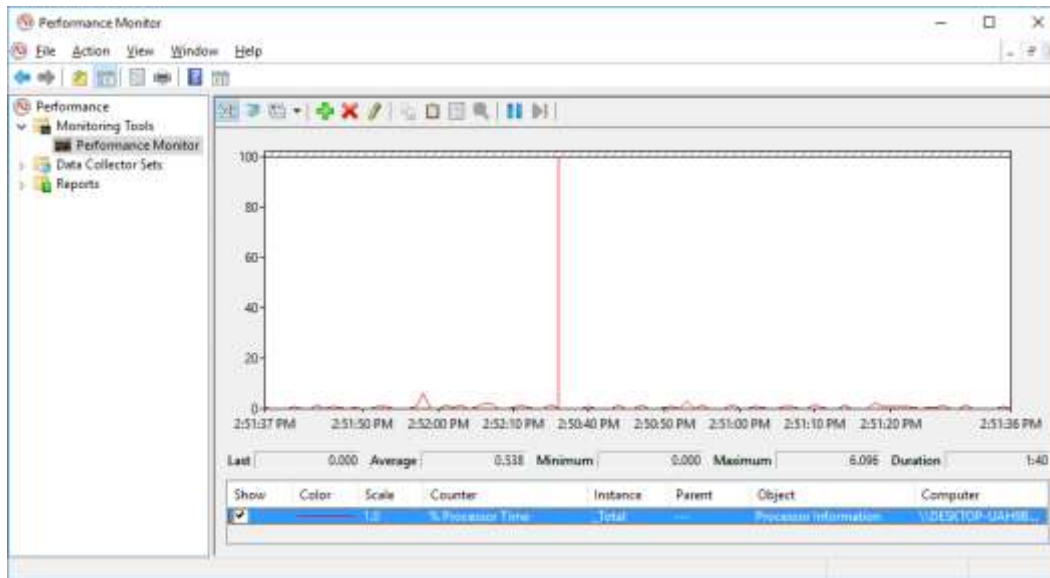 Performance Monitor
File Action View Window Help
Performance
Monitoring Tools
Performance Monitor
Data Collector Sets
Reports
100
80
60
40
20
0
2:51:37 PM 2:51:50 PM 2:52:00 PM 2:52:10 PM 2:50:40 PM 2:50:50 PM 2:51:00 PM 2:51:10 PM 2:51:20 PM 2:51:36 PM
Last 0.000 Average 0.538 Minimum 0.000 Maximum 6.096 Duration 1:40
Show Color Scale Counter Instance Parent Object Computer
1.0 % Processor Time _Total --- Processor Information \\DESKTOP-UAH98...